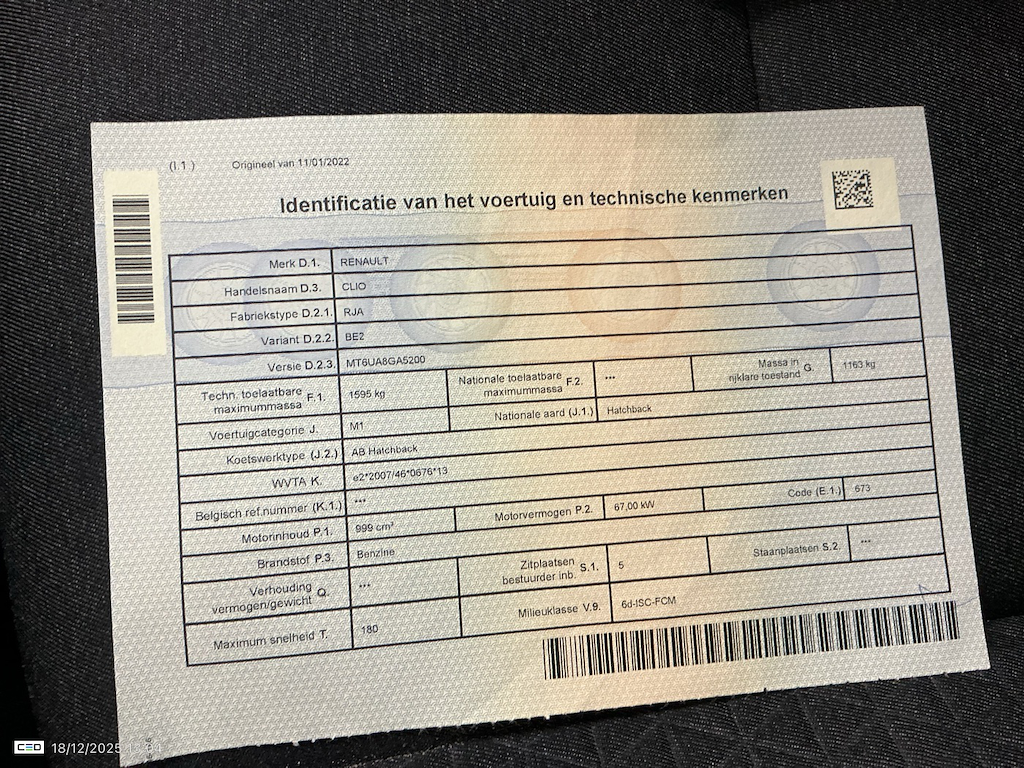 (I.1.) Origineel van 11/01/2022
Identificatie van het voertuig en technische kenmerken
Merk D.1. RENAULT
Handelsnaam D.3. CLIO
Fabriekstype D.2.1. RJA
Variant D.2.2. BE2
Versie D.2.3. MT6UA8GA5200
Techn. toelaatbare maximummassa F.1. 1595 kg Nationale toelaatbare maximummassa F.2. *** Massa in rijklare toestand G. 1163 kg
Voertuigcategorie J. M1 Nationale aard (J.1.) Hatchback
Koetswerktype (J.2.) AB Hatchback
WVTA K. e2*2007/46*0676*13
Belgisch ref.nummer (K.1.) ***
Motorinhoud P.1. 999 cm³ Motorvermogen P.2. 67,00 kW Code (E.1.) 673
Brandstof P.3. Benzine
Verhouding vermogen/gewicht Q. *** Zitplaatsen bestuurder inb. S.1. 5 Staanplaatsen S.2. ***
Maximum snelheid T. 180 Milieuklasse V.9. 6d-ISC-FCM
CEO 18/12/2025